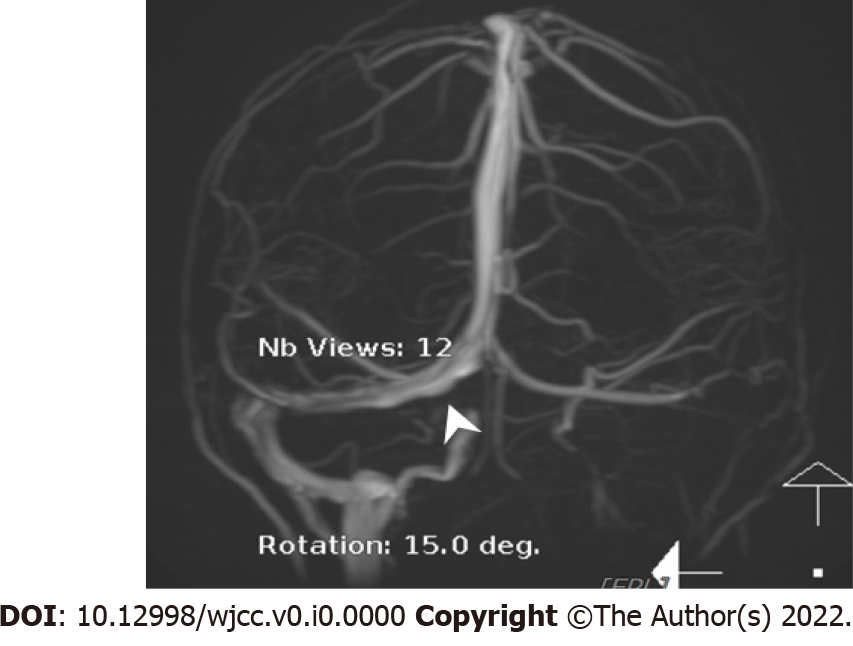 Nb Views: 12
Rotation: 15.0 deg.
DOI: 10.12998/wjcc.v0.i0.0000 Copyright ©The Author(s) 2022.